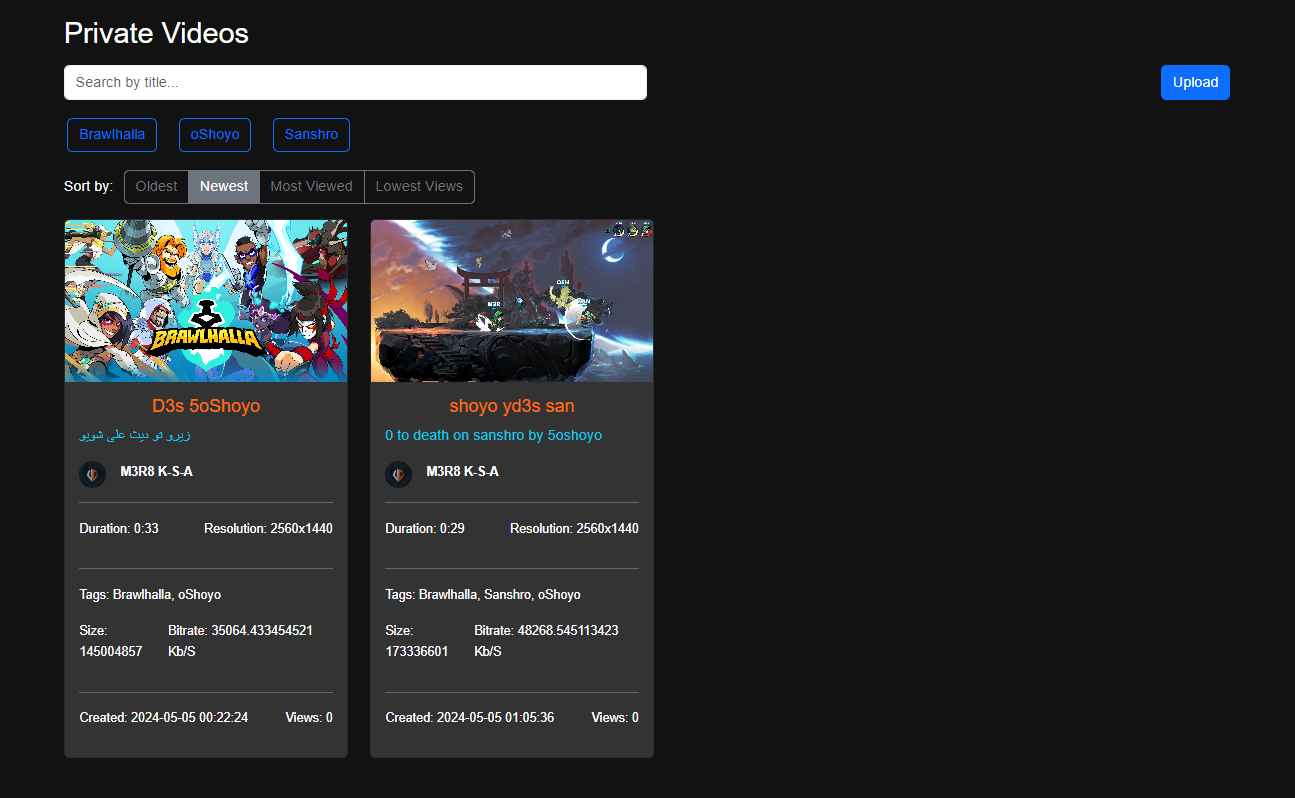 Private Videos
Search by title...
Upload
Brawlhalla
oShoyo
Sanshro
Sort by:
Oldest
Newest
Most Viewed
Lowest Views
BRAWLHALLA
D3s 5oShoyo
زيرو تو ديث على شويو
M3R8 K-S-A
Duration: 0:33
Resolution: 2560x1440
Tags: Brawlhalla, oShoyo
Size:
145004857
Bitrate: 35064.433454521
Kb/S
Created: 2024-05-05 00:22:24
Views: 0
M3R
OSH
shoyo yd3s san
0 to death on sanshro by 5oshoyo
M3R8 K-S-A
Duration: 0:29
Resolution: 2560x1440
Tags: Brawlhalla, Sanshro, oShoyo
Size:
173336601
Bitrate: 48268.545113423
Kb/S
Created: 2024-05-05 01:05:36
Views: 0